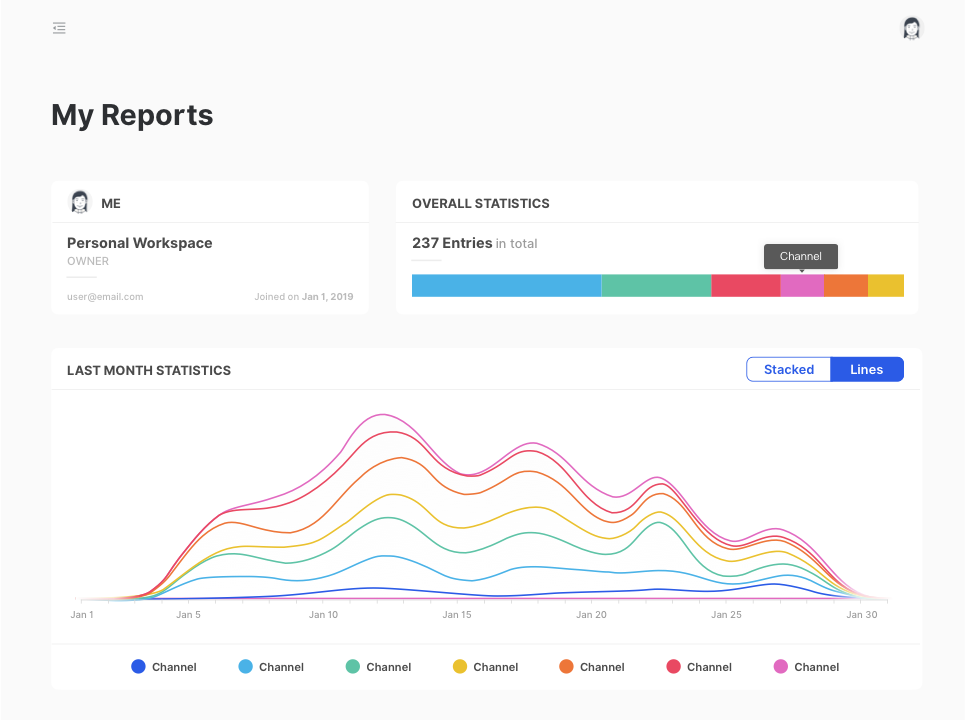 My Reports
ME
Personal Workspace
OWNER
user@email.com
Joined on Jan 1, 2019
OVERALL STATISTICS
237 Entries in total
Channel
LAST MONTH STATISTICS
Stacked
Lines
Jan 1
Jan 5
Jan 10
Jan 15
Jan 20
Jan 25
Jan 30
Channel
Channel
Channel
Channel
Channel
Channel
Channel